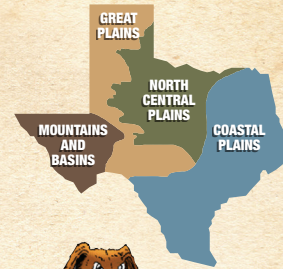 GREAT
PLAINS
NORTH
CENTRAL
PLAINS
MOUNTAINS
AND
BASINS
COASTAL
PLAINS